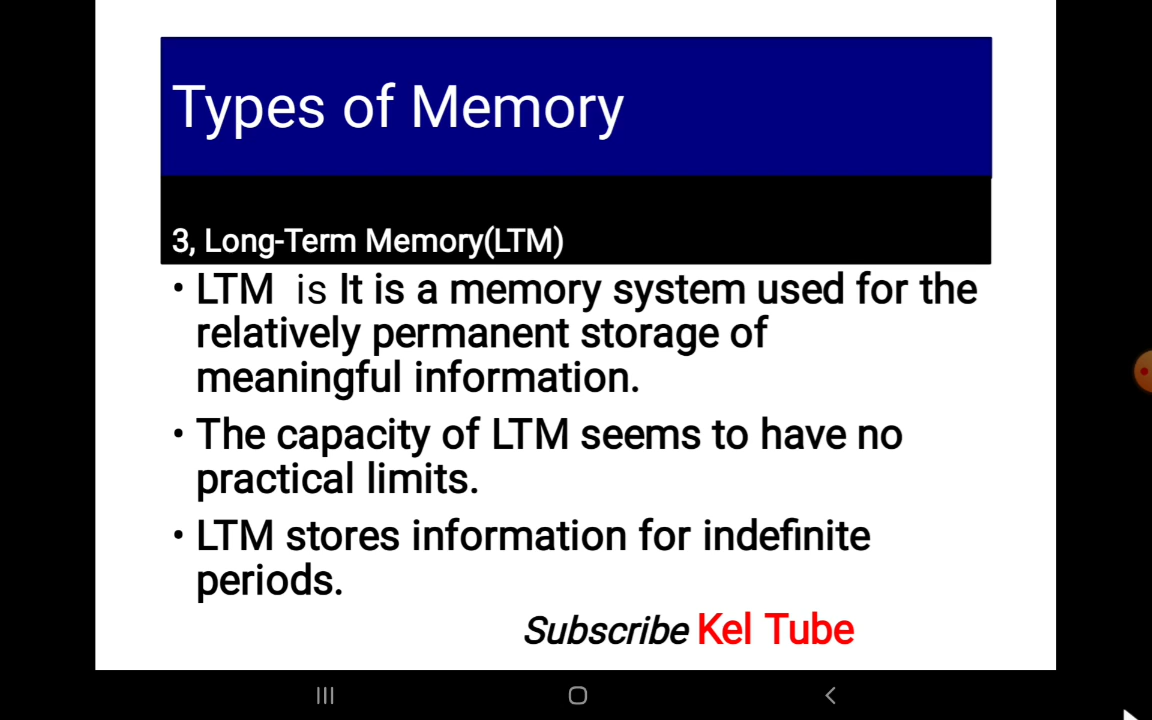 Types of Memory
3, Long-Term Memory(LTM)
• LTM is It is a memory system used for the
relatively permanent storage of
meaningful information.
• The capacity of LTM seems to have no
practical limits.
• LTM stores information for indefinite
periods.
Subscribe Kel Tube